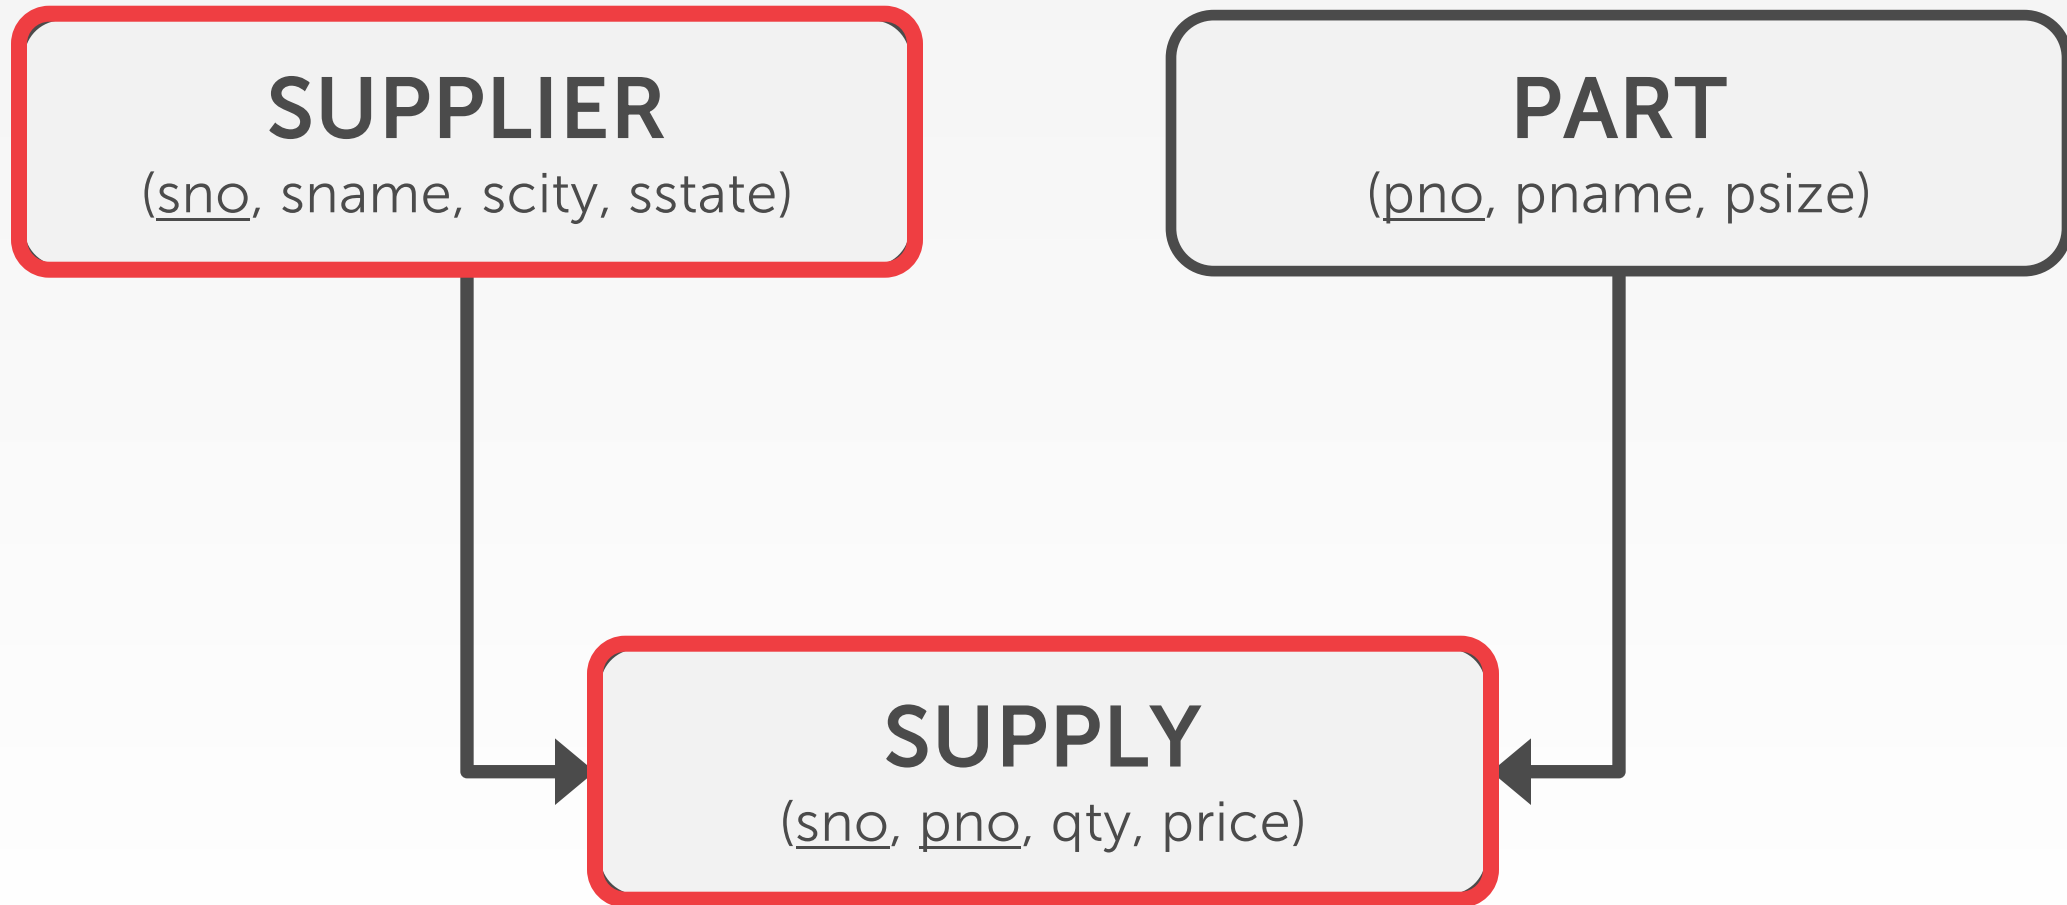 SUPPLIER
(sno, sname, scity, sstate)
PART
(pno, pname, psize)
SUPPLY
(sno, pno, qty, price)